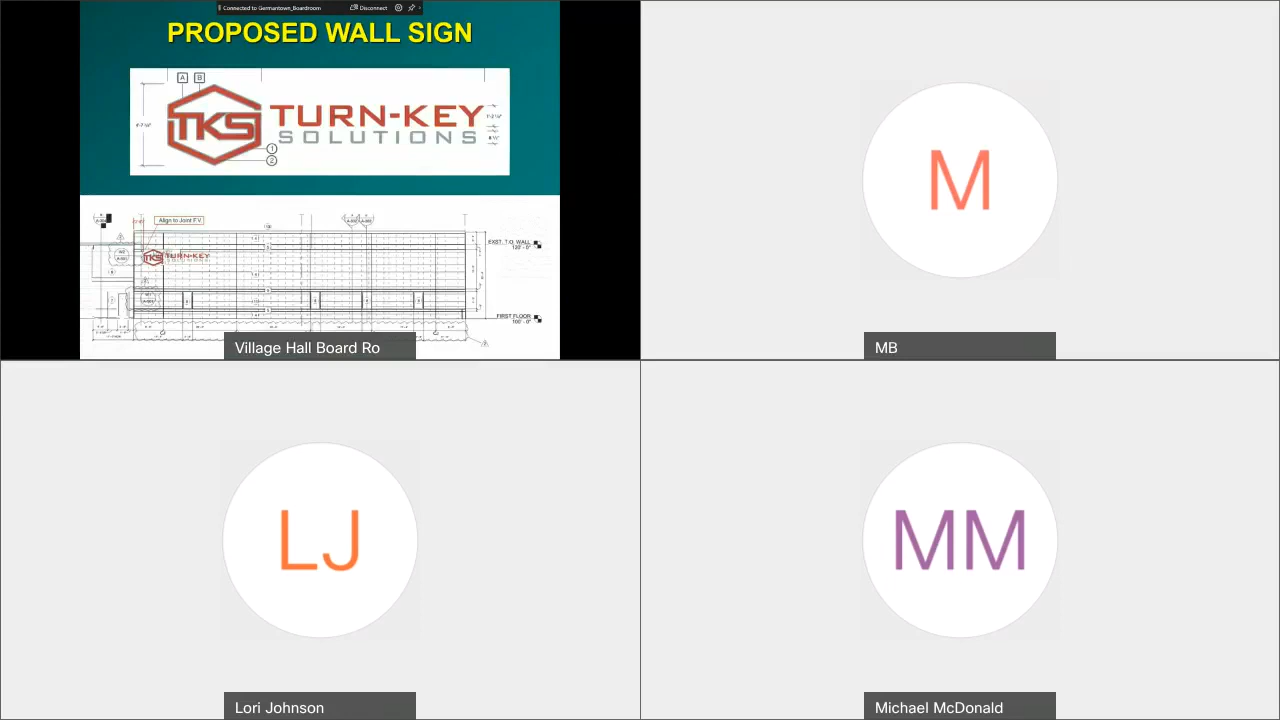 Connected to Germantown_Boardroom
Disconnect
PROPOSED WALL SIGN
A
B
TKS
TURN-KEY
SOLUTIONS
1
2
Align to Joint F.V.
TKS TURN-KEY
SOLUTIONS
EXST. T.O. WALL
120' - 0"
FIRST FLOOR
100' - 0"
Village Hall Board Ro
M
MB
LJ
Lori Johnson
MM
Michael McDonald